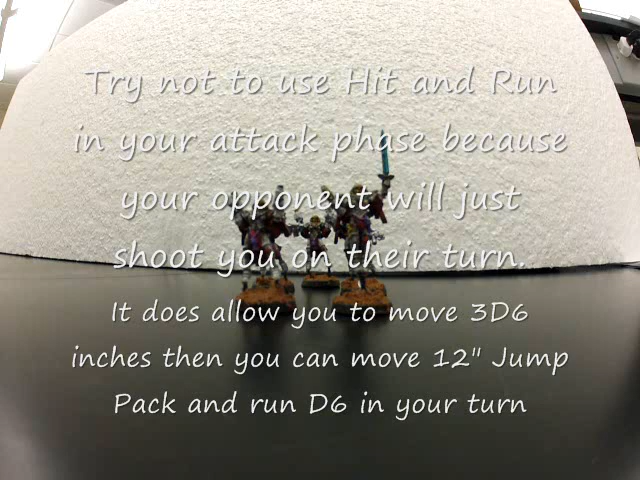 Try not to use Hit and Run
in your attack phase because
your opponent will just
shoot you on their turn.
It does allow you to move 3D6
inches then you can move 12" Jump
Pack and run D6 in your turn